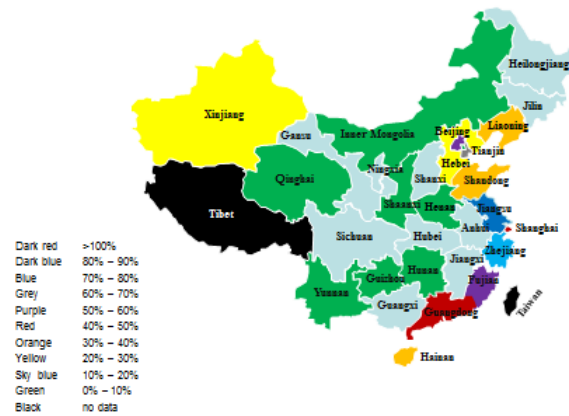 Heilongjiang
Jilin
Liaoning
Xinjiang
Gansu
Inner Mongolia
Beijing
Tianjin
Hebei
Ningxia
Shanxi
Shandong
Qinghai
Shaanxi
Henan
Jiangsu
Tibet
Anhui
Shanghai
Sichuan
Hubei
Zhejiang
Jiangxi
Hunan
Guizhou
Fujian
Yunnan
Guangxi
Guangdong
Taiwan
Hainan
Dark red >100%
Dark blue 80% – 90%
Blue 70% – 80%
Grey 60% – 70%
Purple 50% – 60%
Red 40% – 50%
Orange 30% – 40%
Yellow 20% – 30%
Sky blue 10% – 20%
Green 0% – 10%
Black no data